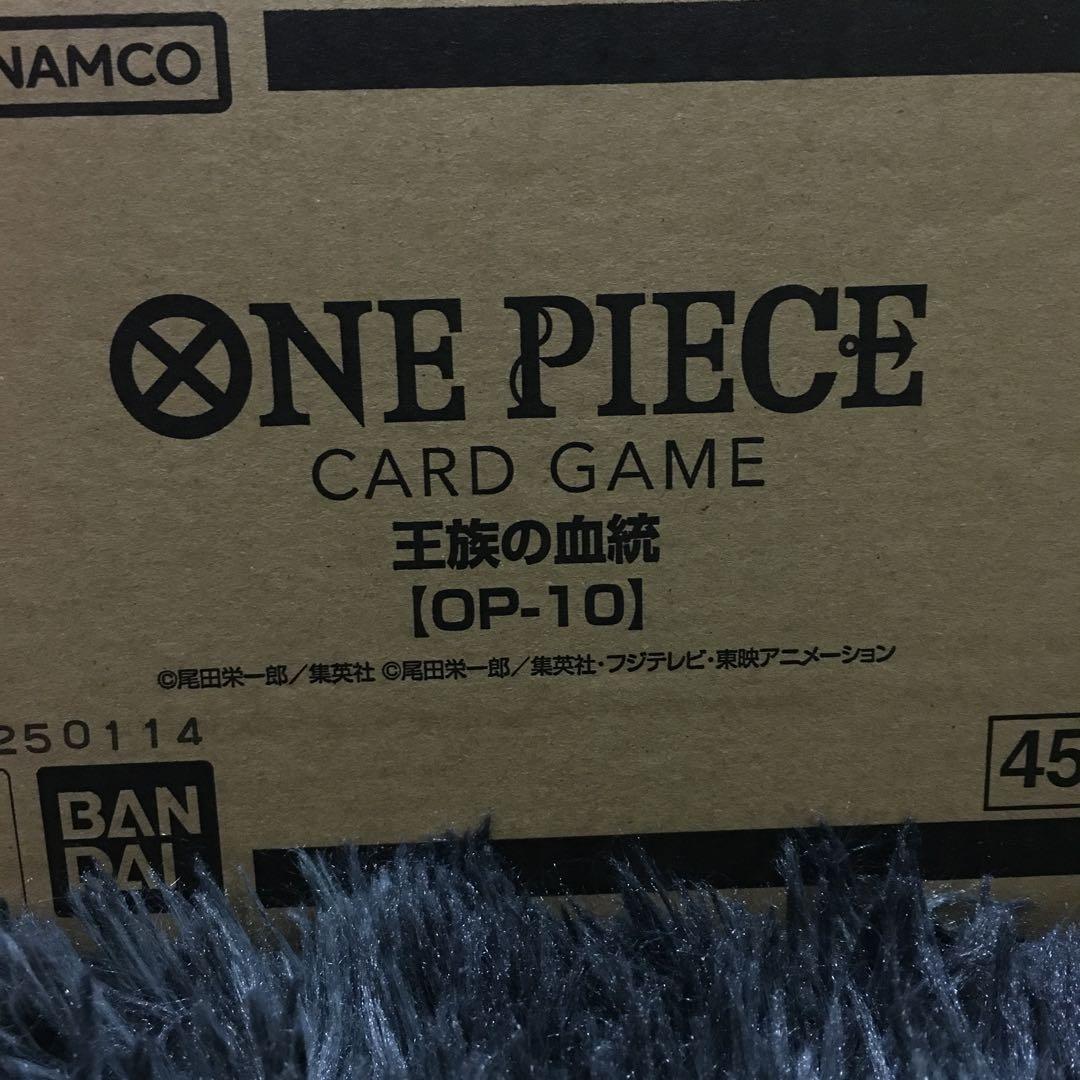 NAMCO
ONE PIECE
CARD GAME
王族の血統
【OP-10】
©尾田栄一郎／集英社 ©尾田栄一郎／集英社・フジテレビ・東映アニメーション
250114
45
BAN
DAI